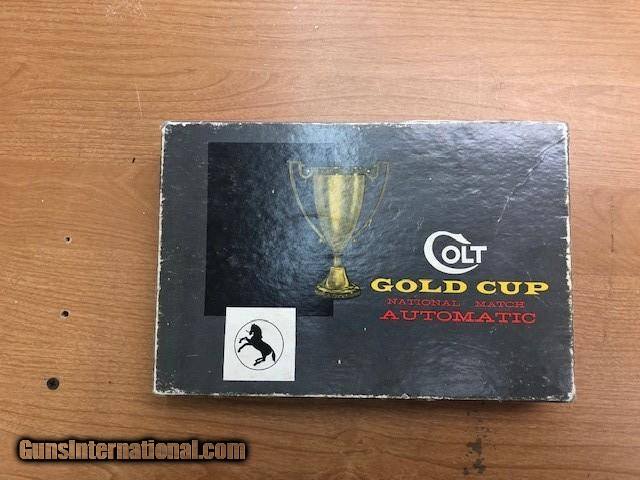 COLT
GOLD CUP
NATIONAL MATCH
AUTOMATIC
GunsInternational.com